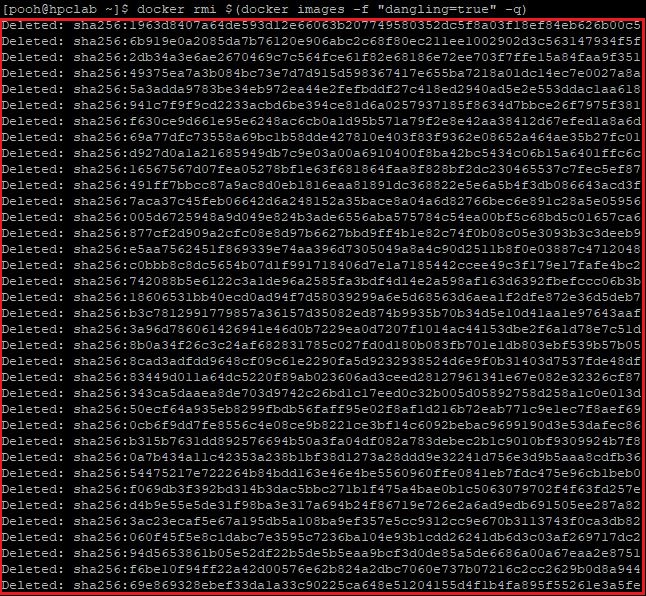 [pooh@hpclab ~]$ docker rmi $(docker images -f "dangling=true" -q)
Deleted: sha256:1963d8407a64de593d12e66063b207749580352dc5f8a03f18ef84eb626b00c5
Deleted: sha256:6b919e0a2085da7b76120e906abc2c68f80ec211ee1002902d3c563147934f5f
Deleted: sha256:2db34a3e6ae2670469c7c564fce61f82e68186e72ee703f7ffe15a84faa9f351
Deleted: sha256:49375ea7a3b084bc73e7d7d915d598367417e655ba7218a01dc14ec7e0027a8a
Deleted: sha256:5a3adda9783be34eb972ea44e2fefbddf27c418ed2940ad5e2e553ddac1aa618
Deleted: sha256:941c7f9f9cd2233acbd6be394ce81d6a0257937185f8634d7bbce26f7975f381
Deleted: sha256:f630ce9d661e95e6248ac6cb0a1d95b571a79f2e8e42aa38412d67efed1a8a6d
Deleted: sha256:69a77dfc73558a69bc1b58dde427810e403f83f9362e08652a464ae35b27fc01
Deleted: sha256:d927d0a1a21685949db7c9e03a00a6910400f8ba42bc5434c06b15a6401ffc6c
Deleted: sha256:16567567d07fea05278bf1e63f681864faa8f828bf2dc230465537c7fec5ef87
Deleted: sha256:491ff7bbcc87a9ac8d0eb1816eaa81891dc368822e5e6a5b4f3db086643acd3f
Deleted: sha256:7aca37c45feb06642d6a248152a35bace8a04a6d82766bec6e891c28a5e05956
Deleted: sha256:005d6725948a9d049e824b3ade6556aba575784c54ea00bf5c68bd5c01657ca6
Deleted: sha256:877cf2d909a2cfc08e8d97b6627bbd9ff4b1e82c74f0b08c05e3093b3c3deeb9
Deleted: sha256:e5aa7562451f869339e74aa396d7305049a8a4c90d2511b8f0e03887c4712048
Deleted: sha256:c0bbb8c8dc5654b07d1f991718406d7e1a7185442ccee49c3f179e17fafe4bc2
Deleted: sha256:742088b5e6122c3a1de96a2585fa3bdf4d14e2a598af163d6392fbefccc06b3b
Deleted: sha256:18606531bb40ecd0ad94f7d58039299a6e5d68563d6aea1f2dfe872e36d5deb7
Deleted: sha256:b3c7812991779857a36157d35082ed874b9935b70b34d5e10d41aa1e97643aaf
Deleted: sha256:3a96d786061426941e46d0b7229ea0d7207f1014ac44153dbe2f6a1d78e7c51d
Deleted: sha256:8b0a34f26c3c24af682831785c027fd0d180b083fb701e1db803ebf539b57b05
Deleted: sha256:8cad3adfdd9648cf09c61e2290fa5d9232938524d6e9f0b31403d7537fde48df
Deleted: sha256:83449d011a64dc5220f89ab023606ad3ceed28127961341e67e082e32326cf87
Deleted: sha256:343ca5daaea8de703d9742c26bd1c17eed0c32b005d05892758d258a1c0e013d
Deleted: sha256:50ecf64a935eb8299fbdb56faff95e02f8af1d216b72eab771c9e1ec7f8aef69
Deleted: sha256:0cb6f9dd7fe8556c4e08ce9b8221ce3bf14c6092bebac9699190d3e53dafec86
Deleted: sha256:b315b7631dd892576694b50a3fa04df082a783debec2b1c9010bf9309924b7f8
Deleted: sha256:0a7b434a11c42353a238b1bf38d1273a28ddd9e32241d756e3d9b5aaa8cdfb36
Deleted: sha256:54475217e722264b84bdd163e46e4be5560960ffe0841eb7fdc475e96cb1beb0
Deleted: sha256:f069db3f392bd314b3dac5bbc271b1f475a4bae0b1c5063079702f4f63fd257e
Deleted: sha256:d4b9e55e5de31f98ba3e317a694b24f86719e726e2a6ad9edb691505ee287a82
Deleted: sha256:3ac23ecaf5e67a195db5a108ba9ef357e5cc9312cc9e670b3113743f0ca3db82
Deleted: sha256:060f45f5e8c1dabc7e3595c7236ba104e93b1cdd26241db6d3c03af269717dc2
Deleted: sha256:94d5653861b05e52df22b5de5b5eaa9bcf3d0de85a5de6686a00a67eaa2e8751
Deleted: sha256:f6be10f94ff22a42d00576e62b824a2dbc7060e737b07216c2cc2629b0d8a944
Deleted: sha256:69e869328ebef33da1a33c90225ca648e51204155d4f1b4fa895f55261e3a5fe